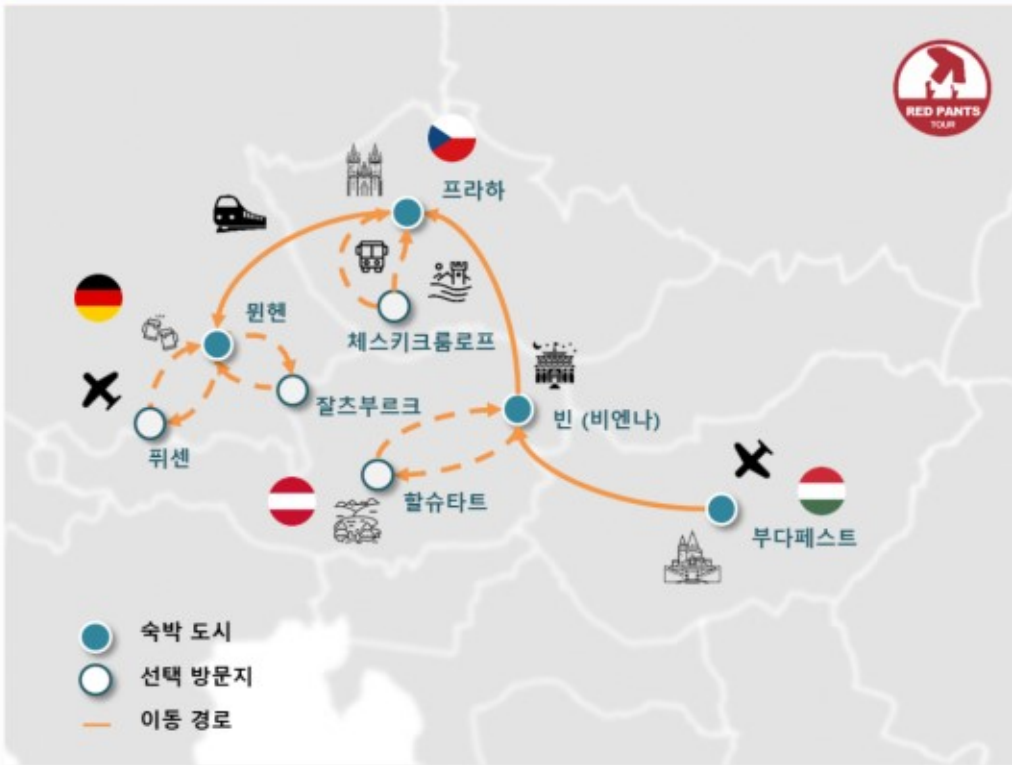 RED PANTS
TOUR
프라하
뮌헨
체스키크룸로프
잘츠부르크
빈 (비엔나)
퓌센
할슈타트
부다페스트
숙박 도시
선택 방문지
이동 경로